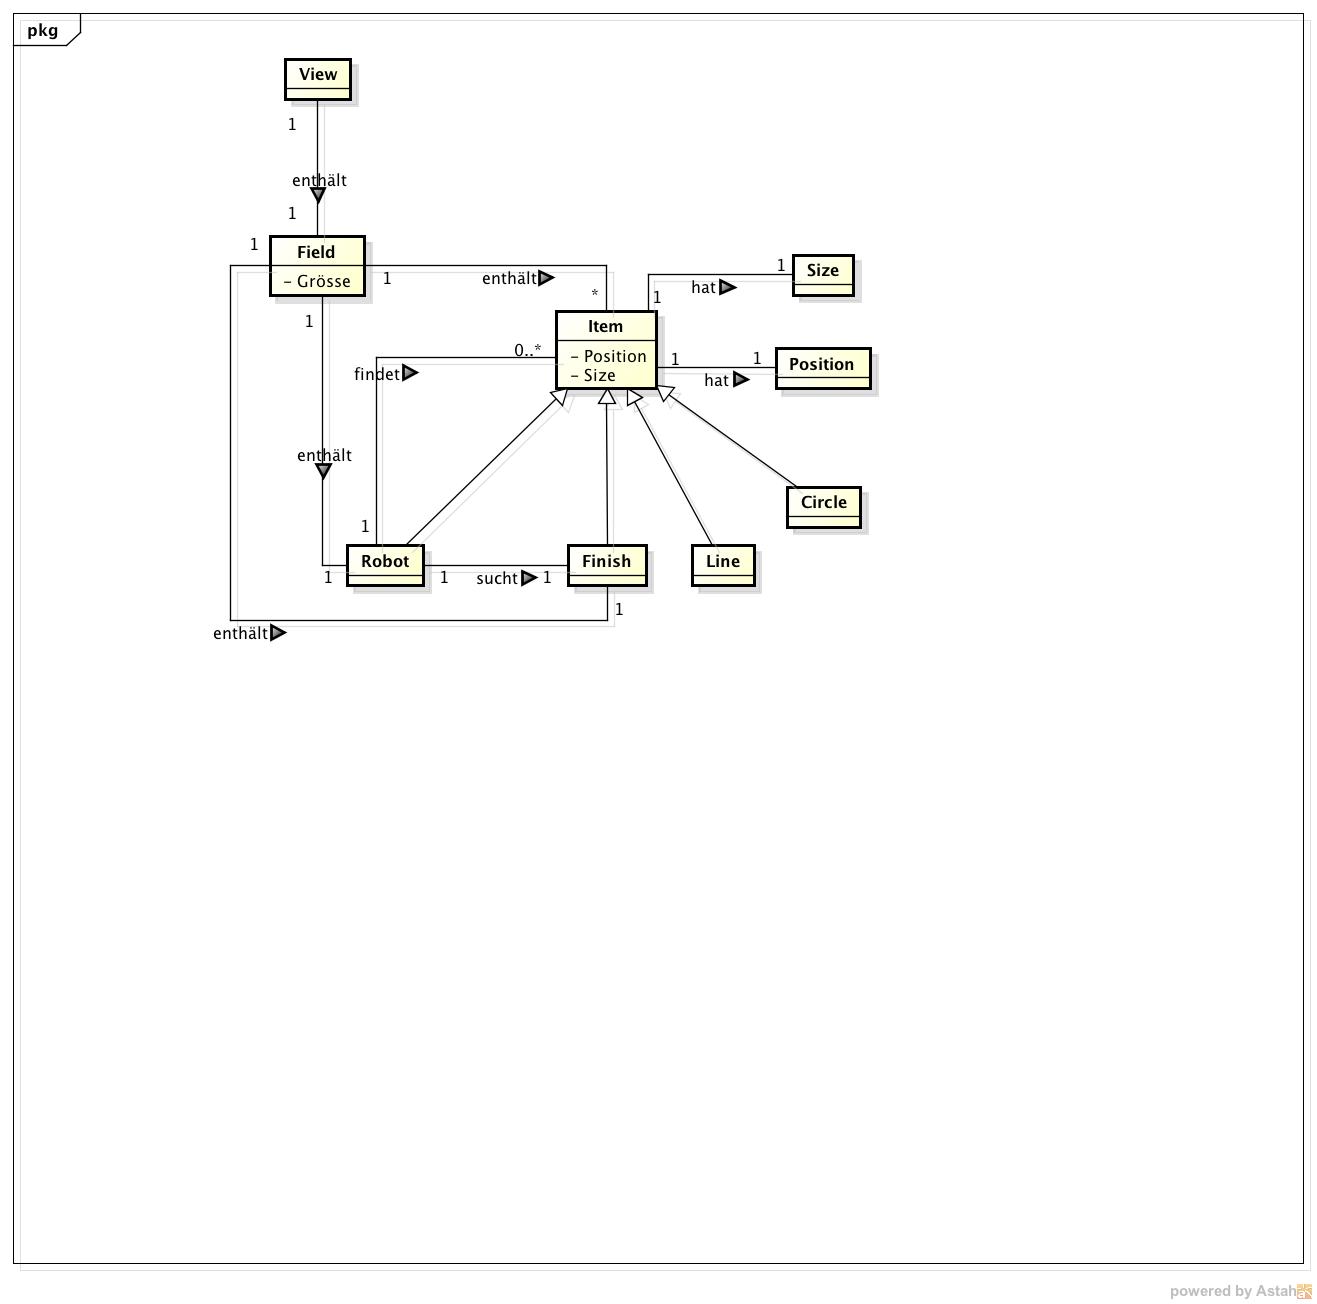 pkg
View
1
enthält
1
1
Field
- Grösse
1
enthält
*
1
hat
1
Size
1
Item
- Position
- Size
0..*
findet
1
1
hat
1
Position
enthält
1
Robot
1
1
sucht
1
Finish
Line
Circle
1
enthält
powered by Astah